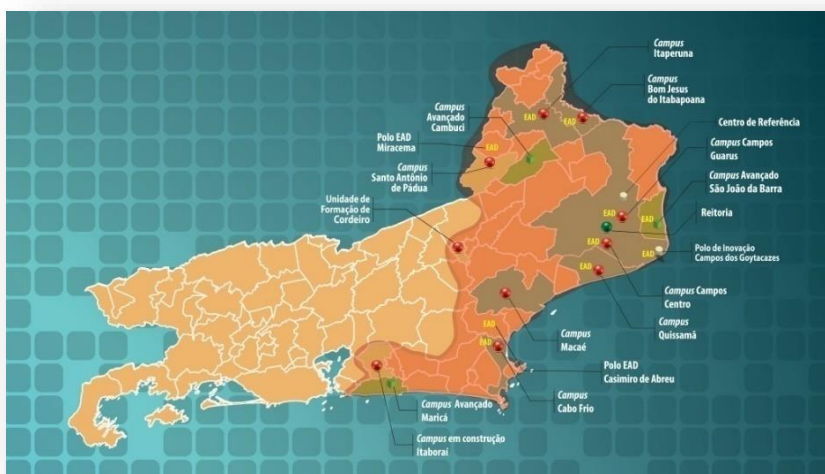 Campus
Itaperuna
Campus
Bom Jesus
do Itabapoana
Campus
Avançado
Cambuci
Centro de Referência
Polo EAD
Miracema
Campus Campos
Guarus
Campus
Santo Antônio
de Pádua
Campus Avançado
São João da Barra
Unidade de
Formação de
Cordeiro
Reitoria
Polo de Inovação
Campos dos Goytacazes
Campus Campos
Centro
Campus
Quissamã
Campus
Macaé
Polo EAD
Casimiro de Abreu
Campus
Cabo Frio
Campus Avançado
Maricá
Campus em construção
Itaboraí
EAD
EAD
EAD
EAD
EAD
EAD
EAD
EAD
EAD
EAD